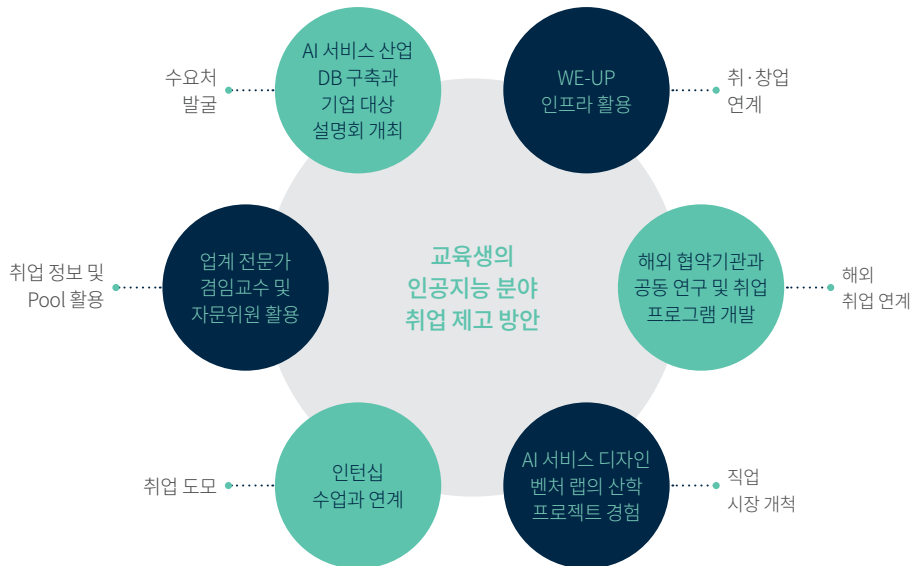 AI 서비스 산업
DB 구축과
기업 대상
설명회 개최
수요처
발굴
WE-UP
인프라 활용
취·창업
연계
업계 전문가
겸임교수 및
자문위원 활용
취업 정보 및
Pool 활용
교육생의
인공지능 분야
취업 제고 방안
해외 협약기관과
공동 연구 및 취업
프로그램 개발
해외
취업 연계
인턴십
수업과 연계
취업 도모
AI 서비스 디자인
벤처 랩의 산학
프로젝트 경험
직업
시장 개척